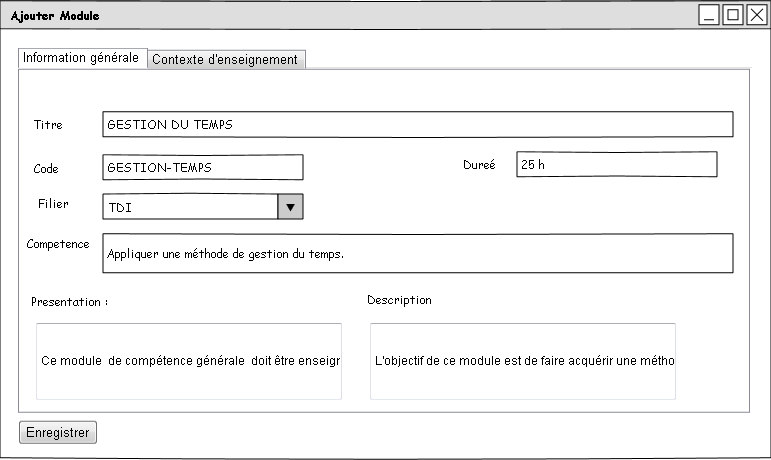 Ajouter Module
Information générale
Contexte d'enseignement
Titre
GESTION DU TEMPS
Code
GESTION-TEMPS
Dureé
25 h
Filier
TDI
Competence
Appliquer une méthode de gestion du temps.
Presentation :
Description
Ce module de compétence générale doit être enseigr
L'objectif de ce module est de faire acquérir une métho
Enregistrer